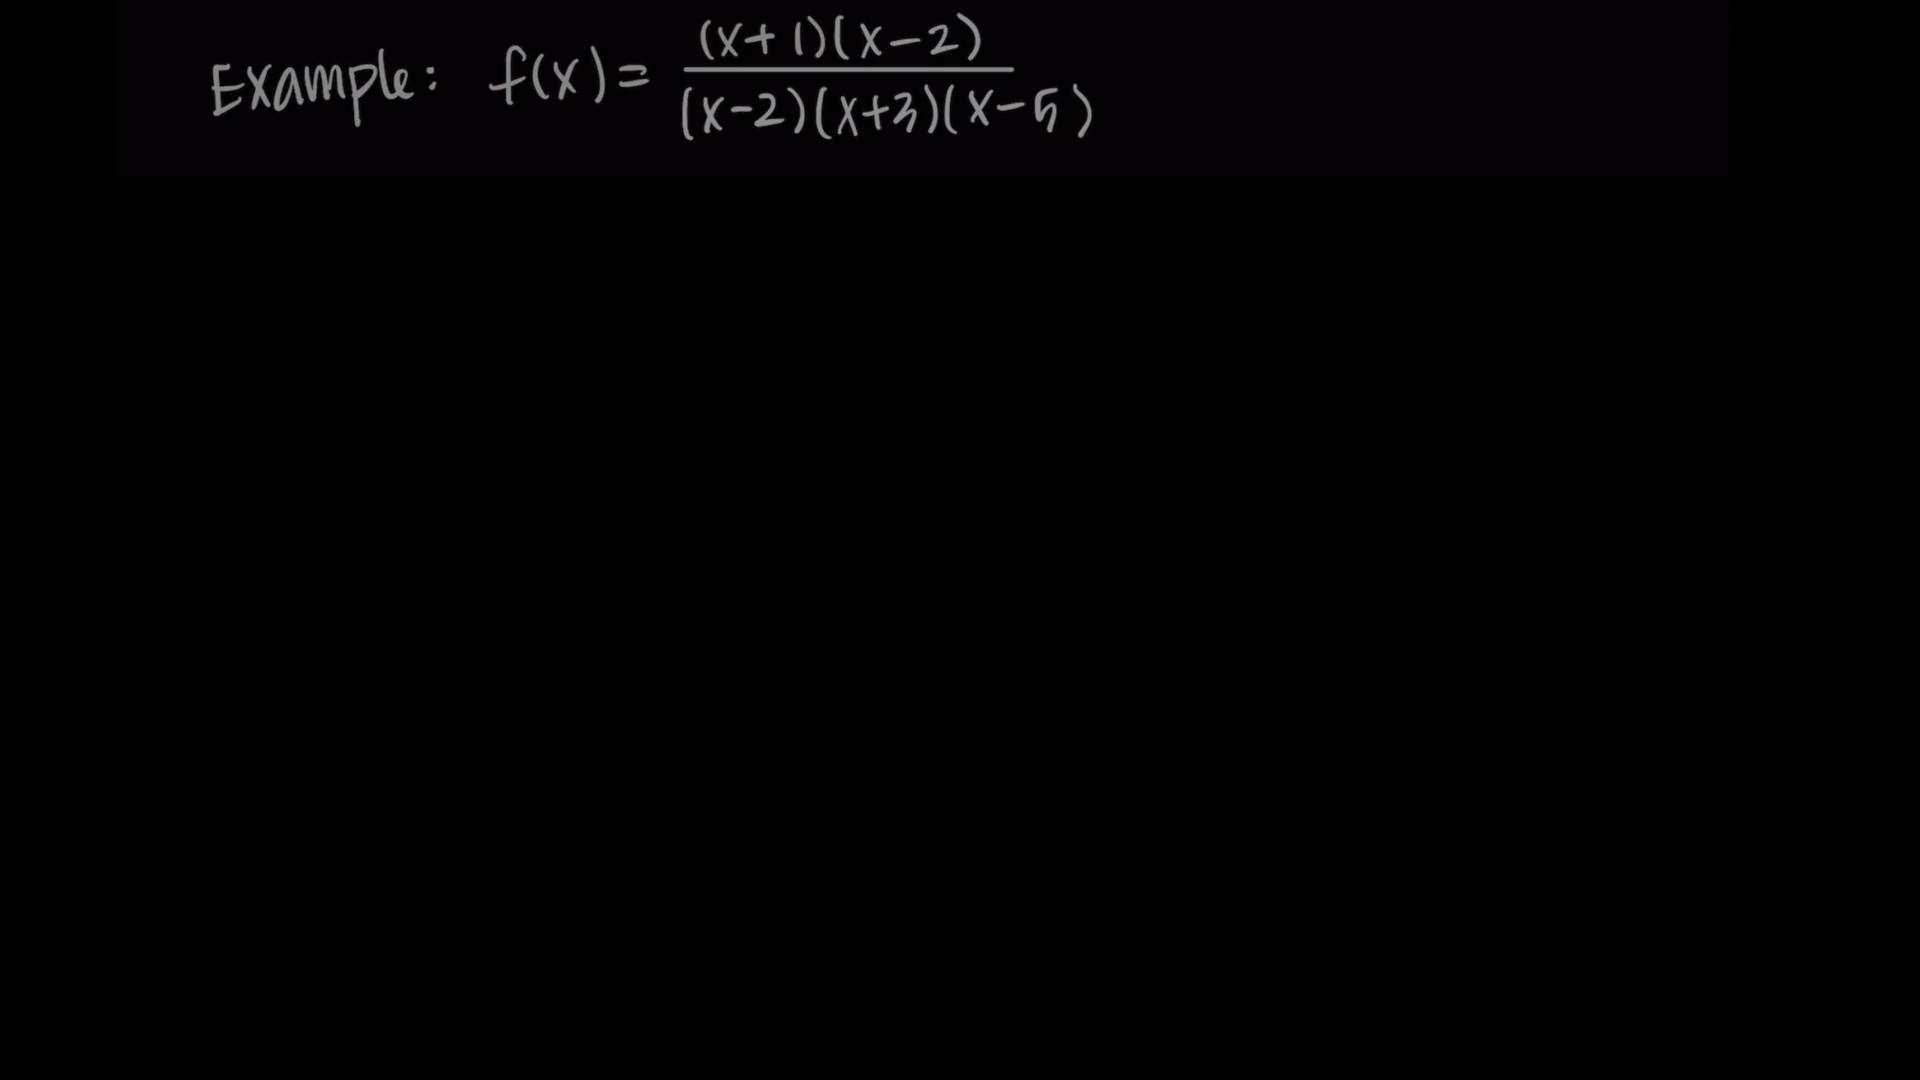 Example: f(x) = (x+1)(x-2)
(x-2)(x+3)(x-5)